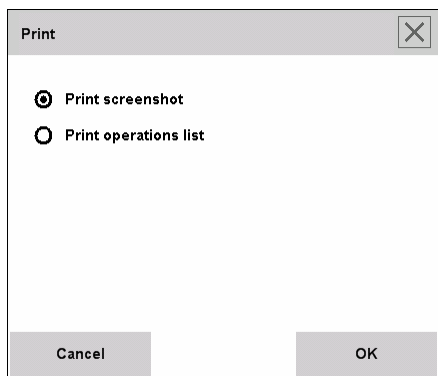 Print
Print screenshot
Print operations list
Cancel
OK